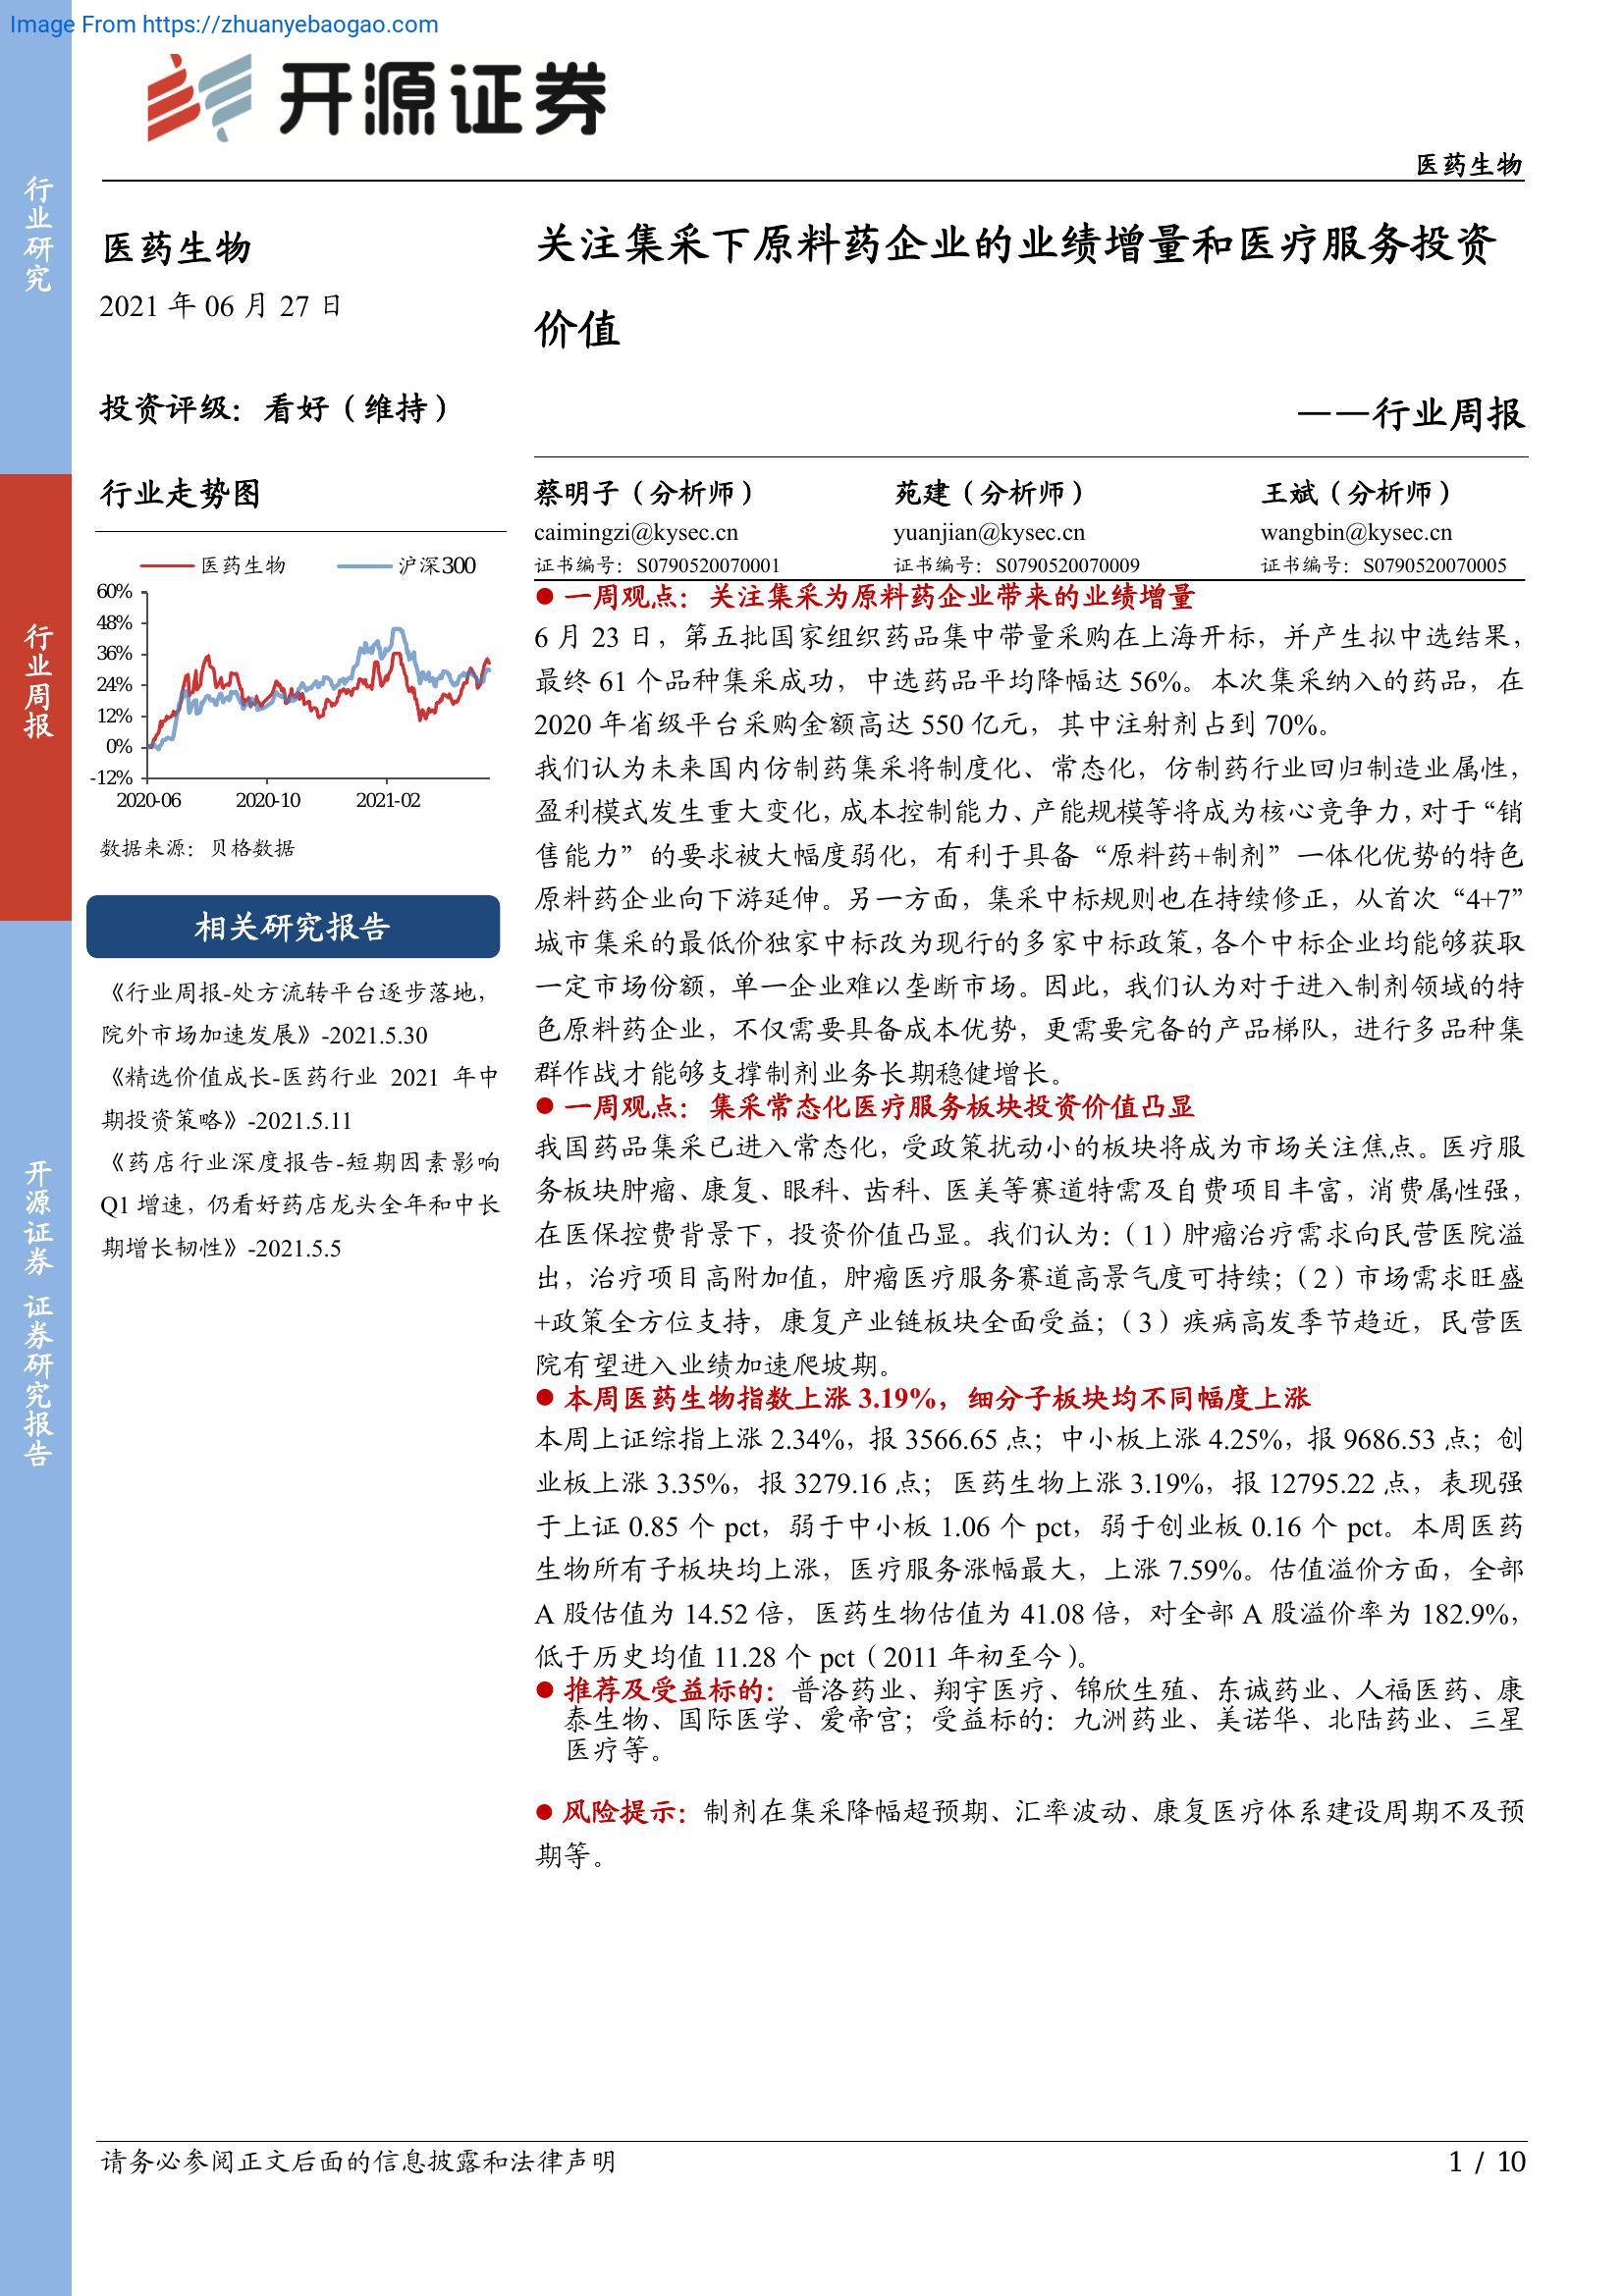 Image From https://zhuanyebaogao.com
开源证券
医药生物
行业研究
行业周报
开源证券 证券研究报告
医药生物
2021 年 06 月 27 日
投资评级：看好（维持）
行业走势图
医药生物
沪深300
60%
48%
36%
24%
12%
0%
-12%
2020-06
2020-10
2021-02
数据来源：贝格数据
相关研究报告
《行业周报-处方流转平台逐步落地，
院外市场加速发展》-2021.5.30
《精选价值成长-医药行业 2021 年中
期投资策略》-2021.5.11
《药店行业深度报告-短期因素影响
Q1 增速，仍看好药店龙头全年和中长
期增长韧性》-2021.5.5
关注集采下原料药企业的业绩增量和医疗服务投资
价值
——行业周报
蔡明子（分析师）
苑建（分析师）
王斌（分析师）
caimingzi@kysec.cn
yuanjian@kysec.cn
wangbin@kysec.cn
证书编号：S0790520070001
证书编号：S0790520070009
证书编号：S0790520070005
● 一周观点：关注集采为原料药企业带来的业绩增量
6 月 23 日，第五批国家组织药品集中带量采购在上海开标，并产生拟中选结果，
最终 61 个品种集采成功，中选药品平均降幅达 56%。本次集采纳入的药品，在
2020 年省级平台采购金额高达 550 亿元，其中注射剂占到 70%。
我们认为未来国内仿制药集采将制度化、常态化，仿制药行业回归制造业属性，
盈利模式发生重大变化，成本控制能力、产能规模等将成为核心竞争力，对于“销
售能力”的要求被大幅度弱化，有利于具备“原料药+制剂”一体化优势的特色
原料药企业向下游延伸。另一方面，集采中标规则也在持续修正，从首次“4+7”
城市集采的最低价独家中标改为现行的多家中标政策，各个中标企业均能够获取
一定市场份额，单一企业难以垄断市场。因此，我们认为对于进入制剂领域的特
色原料药企业，不仅需要具备成本优势，更需要完备的产品梯队，进行多品种集
群作战才能够支撑制剂业务长期稳健增长。
● 一周观点：集采常态化医疗服务板块投资价值凸显
我国药品集采已进入常态化，受政策扰动小的板块将成为市场关注焦点。医疗服
务板块肿瘤、康复、眼科、齿科、医美等赛道特需及自费项目丰富，消费属性强，
在医保控费背景下，投资价值凸显。我们认为：（1）肿瘤治疗需求向民营医院溢
出，治疗项目高附加值，肿瘤医疗服务赛道高景气度可持续；（2）市场需求旺盛
+政策全方位支持，康复产业链板块全面受益；（3）疾病高发季节趋近，民营医
院有望进入业绩加速爬坡期。
● 本周医药生物指数上涨 3.19%，细分子板块均不同幅度上涨
本周上证综指上涨 2.34%，报 3566.65 点；中小板上涨 4.25%，报 9686.53 点；创
业板上涨 3.35%，报 3279.16 点；医药生物上涨 3.19%，报 12795.22 点，表现强
于上证 0.85 个 pct，弱于中小板 1.06 个 pct，弱于创业板 0.16 个 pct。本周医药
生物所有子板块均上涨，医疗服务涨幅最大，上涨 7.59%。估值溢价方面，全部
A 股估值为 14.52 倍，医药生物估值为 41.08 倍，对全部 A 股溢价率为 182.9%，
低于历史均值 11.28 个 pct（2011 年初至今）。
● 推荐及受益标的：普洛药业、翔宇医疗、锦欣生殖、东诚药业、人福医药、康
泰生物、国际医学、爱帝宫；受益标的：九洲药业、美诺华、北陆药业、三星
医疗等。
● 风险提示：制剂在集采降幅超预期、汇率波动、康复医疗体系建设周期不及预
期等。
请务必参阅正文后面的信息披露和法律声明
1 / 10